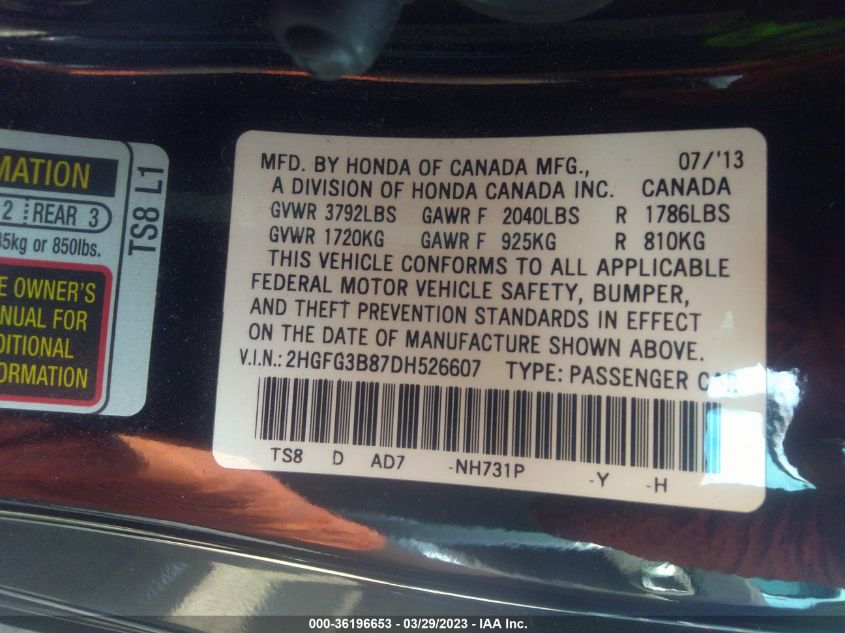 MATION
2 REAR 3
85kg or 850lbs.
TS8 L1
E OWNER'S
NUAL FOR
DITIONAL
ORMATION
MFD. BY HONDA OF CANADA MFG., 07/'13
A DIVISION OF HONDA CANADA INC. CANADA
GVWR 3792LBS GAWR F 2040LBS R 1786LBS
GVWR 1720KG GAWR F 925KG R 810KG
THIS VEHICLE CONFORMS TO ALL APPLICABLE
FEDERAL MOTOR VEHICLE SAFETY, BUMPER,
AND THEFT PREVENTION STANDARDS IN EFFECT
ON THE DATE OF MANUFACTURE SHOWN ABOVE.
V.I.N.: 2HGFG3B87DH526607 TYPE: PASSENGER CAR
TS8 D AD7 -NH731P -Y -H
000-36196653 - 03/29/2023 - IAA Inc.